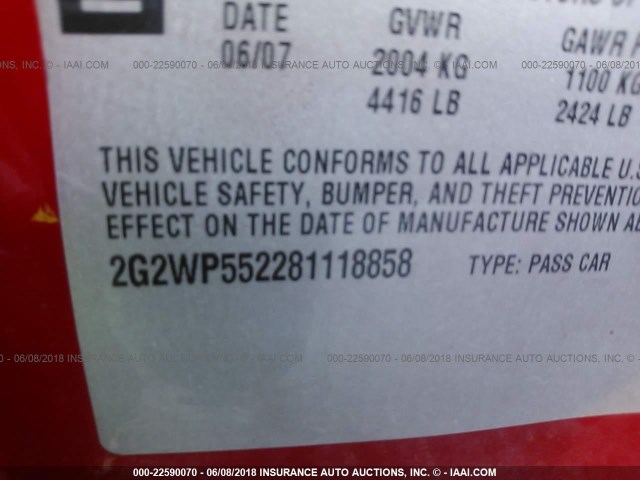 DATE GVWR GAWR
06/07 2004 KG 1100 KG
4416 LB 2424 LB
THIS VEHICLE CONFORMS TO ALL APPLICABLE U.S
VEHICLE SAFETY, BUMPER, AND THEFT PREVENTIO
EFFECT ON THE DATE OF MANUFACTURE SHOWN A
2G2WP552281118858 TYPE: PASS CAR
000-22590070 - 06/08/2018 INSURANCE AUTO AUCTIONS, INC. - © IAAI.COM